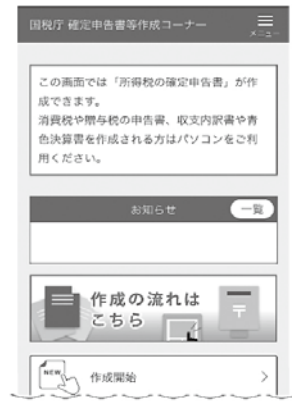 国税庁 確定申告書等作成コーナー
メニュー
この画面では「所得税の確定申告書」が作
成できます。
消費税や贈与税の申告書、収支内訳書や青
色決算書を作成される方はパソコンをご利
用ください。
お知らせ
一覧
作成の流れは
こちら
〒
NEW
作成開始